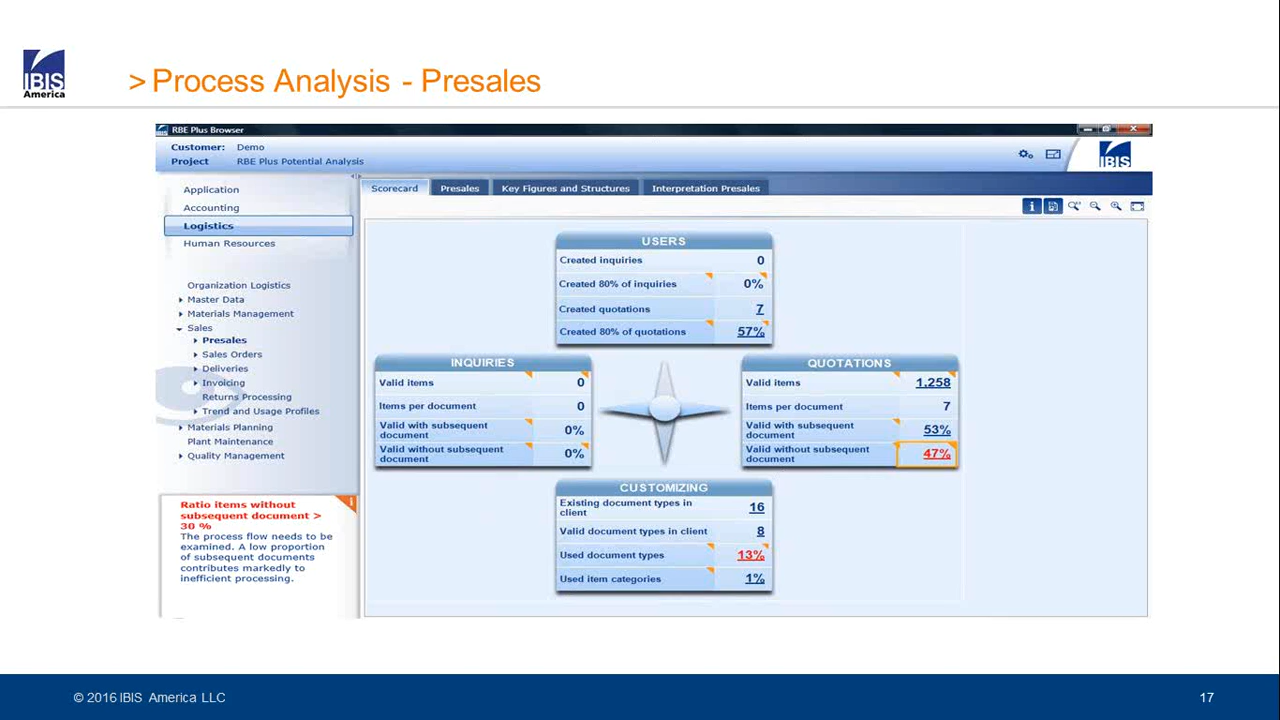 IBIS
America
> Process Analysis - Presales
RBE Plus Browser
Customer: Demo
Project RBE Plus Potential Analysis
IBIS
Application
Accounting
Logistics
Human Resources
Organization Logistics
Master Data
Materials Management
Sales
Presales
Sales Orders
Deliveries
Invoicing
Returns Processing
Trend and Usage Profiles
Materials Planning
Plant Maintenance
Quality Management
Ratio items without
subsequent document >
30 %
The process flow needs to be
examined. A low proportion
of subsequent documents
contributes markedly to
inefficient processing.
Scorecard Presales Key Figures and Structures Interpretation Presales
USERS
Created inquiries 0
Created 80% of inquiries 0%
Created quotations 7
Created 80% of quotations 57%
INQUIRIES
Valid items 0
Items per document 0
Valid with subsequent
document 0%
Valid without subsequent
document 0%
QUOTATIONS
Valid items 1,258
Items per document 7
Valid with subsequent
document 53%
Valid without subsequent
document 47%
CUSTOMIZING
Existing document types in
client 16
Valid document types in client 8
Used document types 13%
Used item categories 1%
© 2016 IBIS America LLC
17